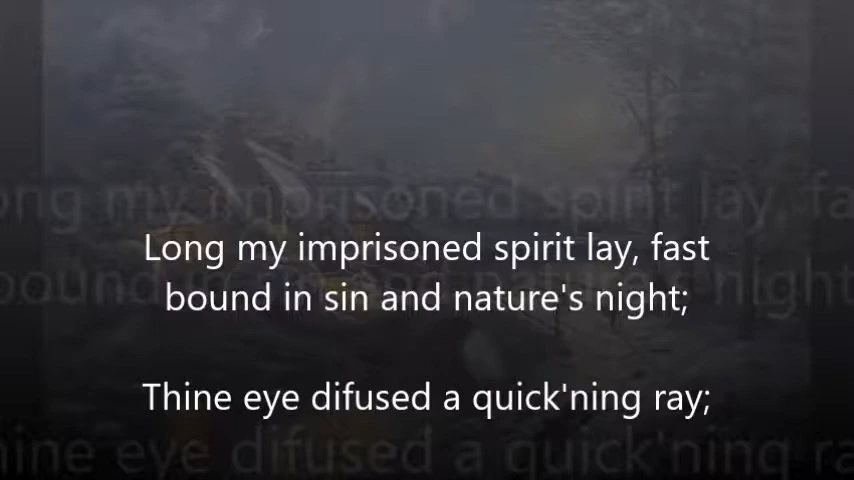 Long my imprisoned spirit lay, fast
bound in sin and nature's night;
Thine eye difused a quick'ning ray;